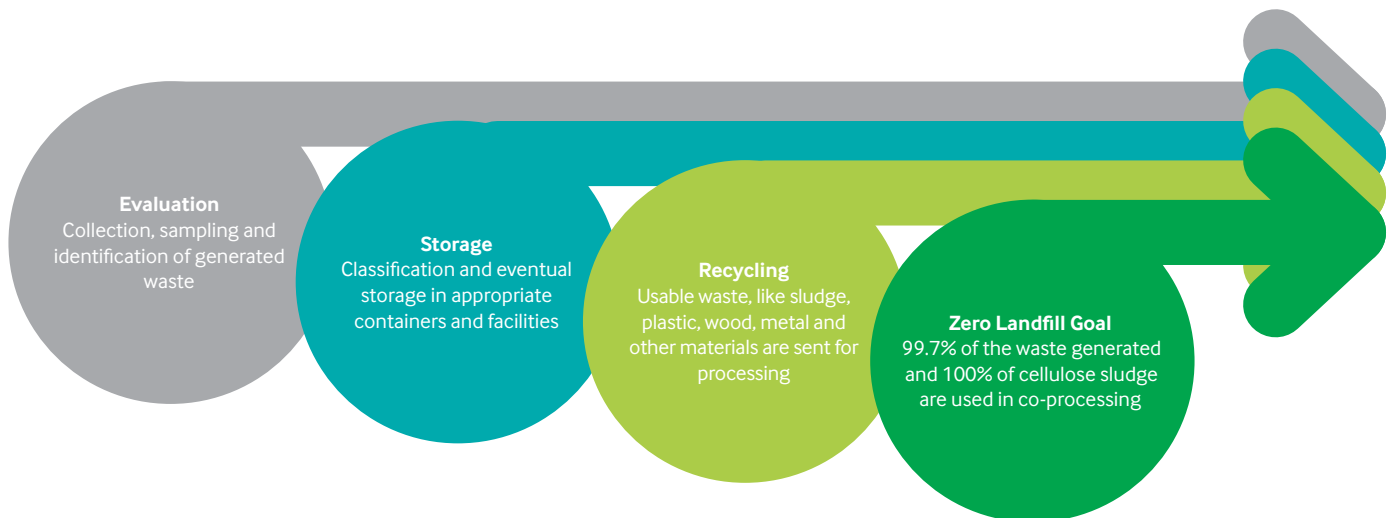 Evaluation
Collection, sampling and
identification of generated
waste
Storage
Classification and eventual
storage in appropriate
containers and facilities
Recycling
Usable waste, like sludge,
plastic, wood, metal and
other materials are sent for
processing
Zero Landfill Goal
99.7% of the waste generated
and 100% of cellulose sludge
are used in co-processing